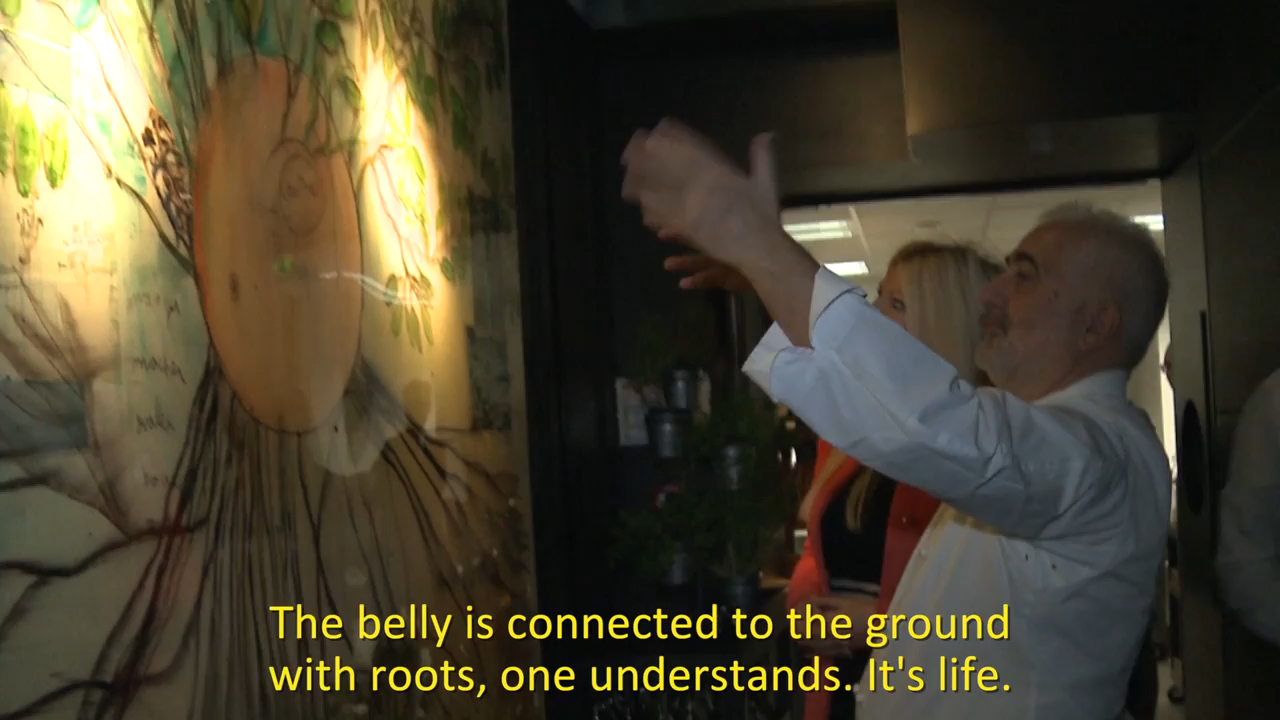 The belly is connected to the ground
with roots, one understands. It's life.